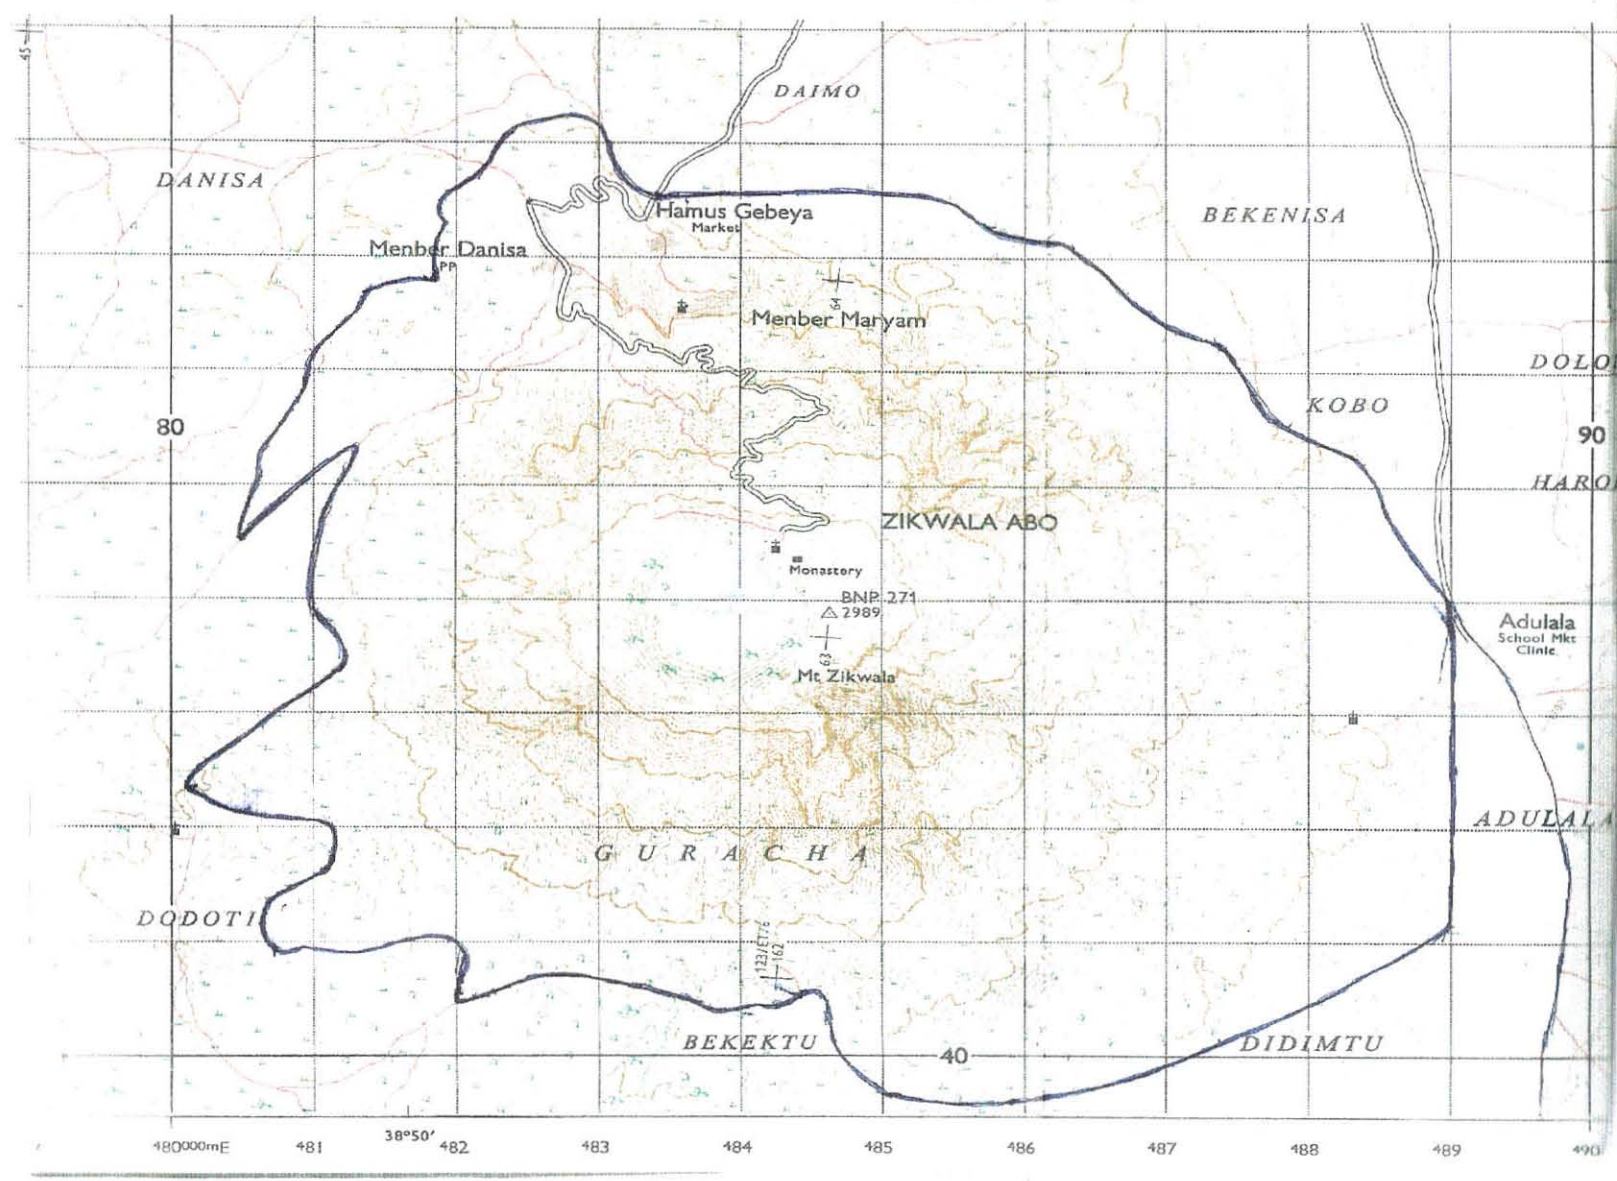 45
DAIMO
DANISA
Hamus Gebeya
Market
BEKENISA
Menber Danisa
PP
64
Menber Maryam
DOLO
KOBO
80
90
HARO
ZIKWALA ABO
Monastery
BNP 271
2989
Adulala
School Mkt
Clinic
63
Mt Zikwala
ADULALA
GURACHA
DODOTI
123/ET/6
162
BEKEKTU
40
DIDIMTU
480000mE
481
38°50'
482
483
484
485
486
487
488
489
490